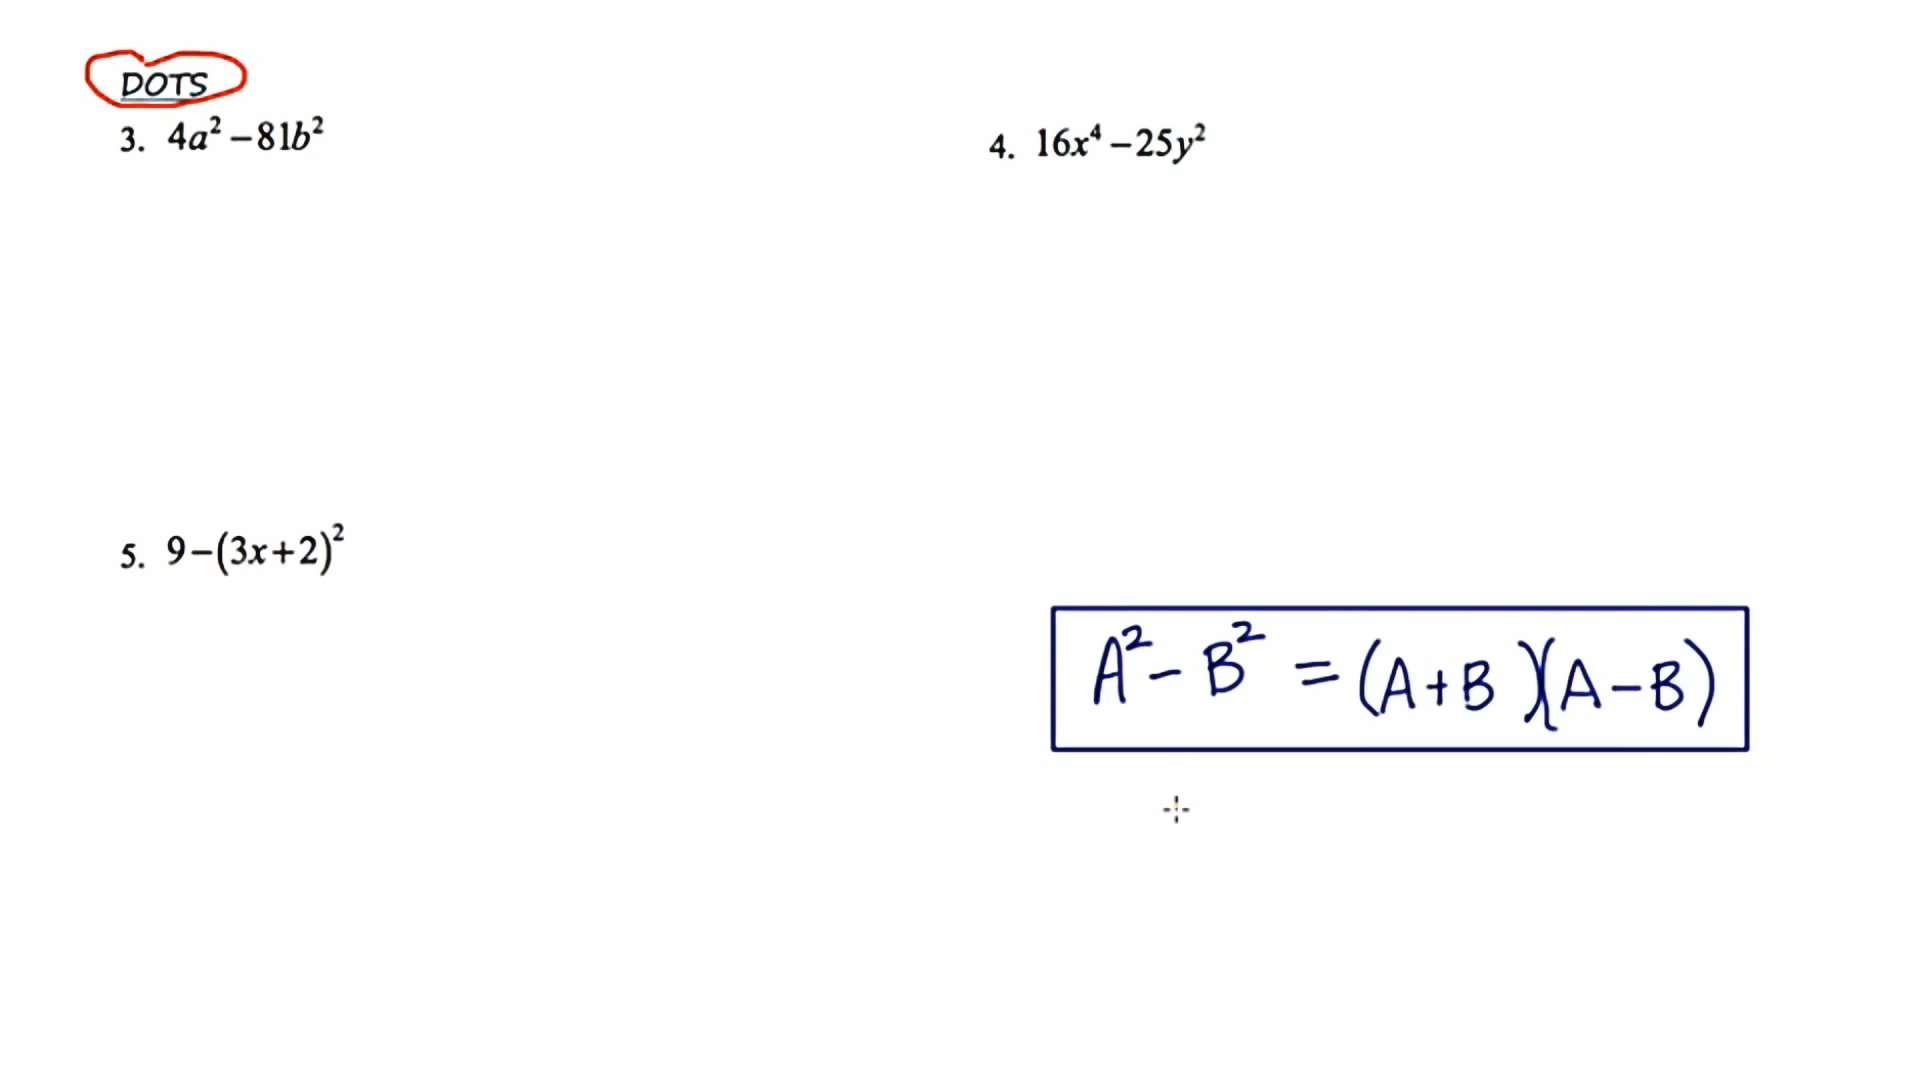 DOTS
3. 4a² – 81b²
4. 16x⁴ – 25y²
5. 9 – (3x + 2)²
A² – B² = (A + B)(A – B)